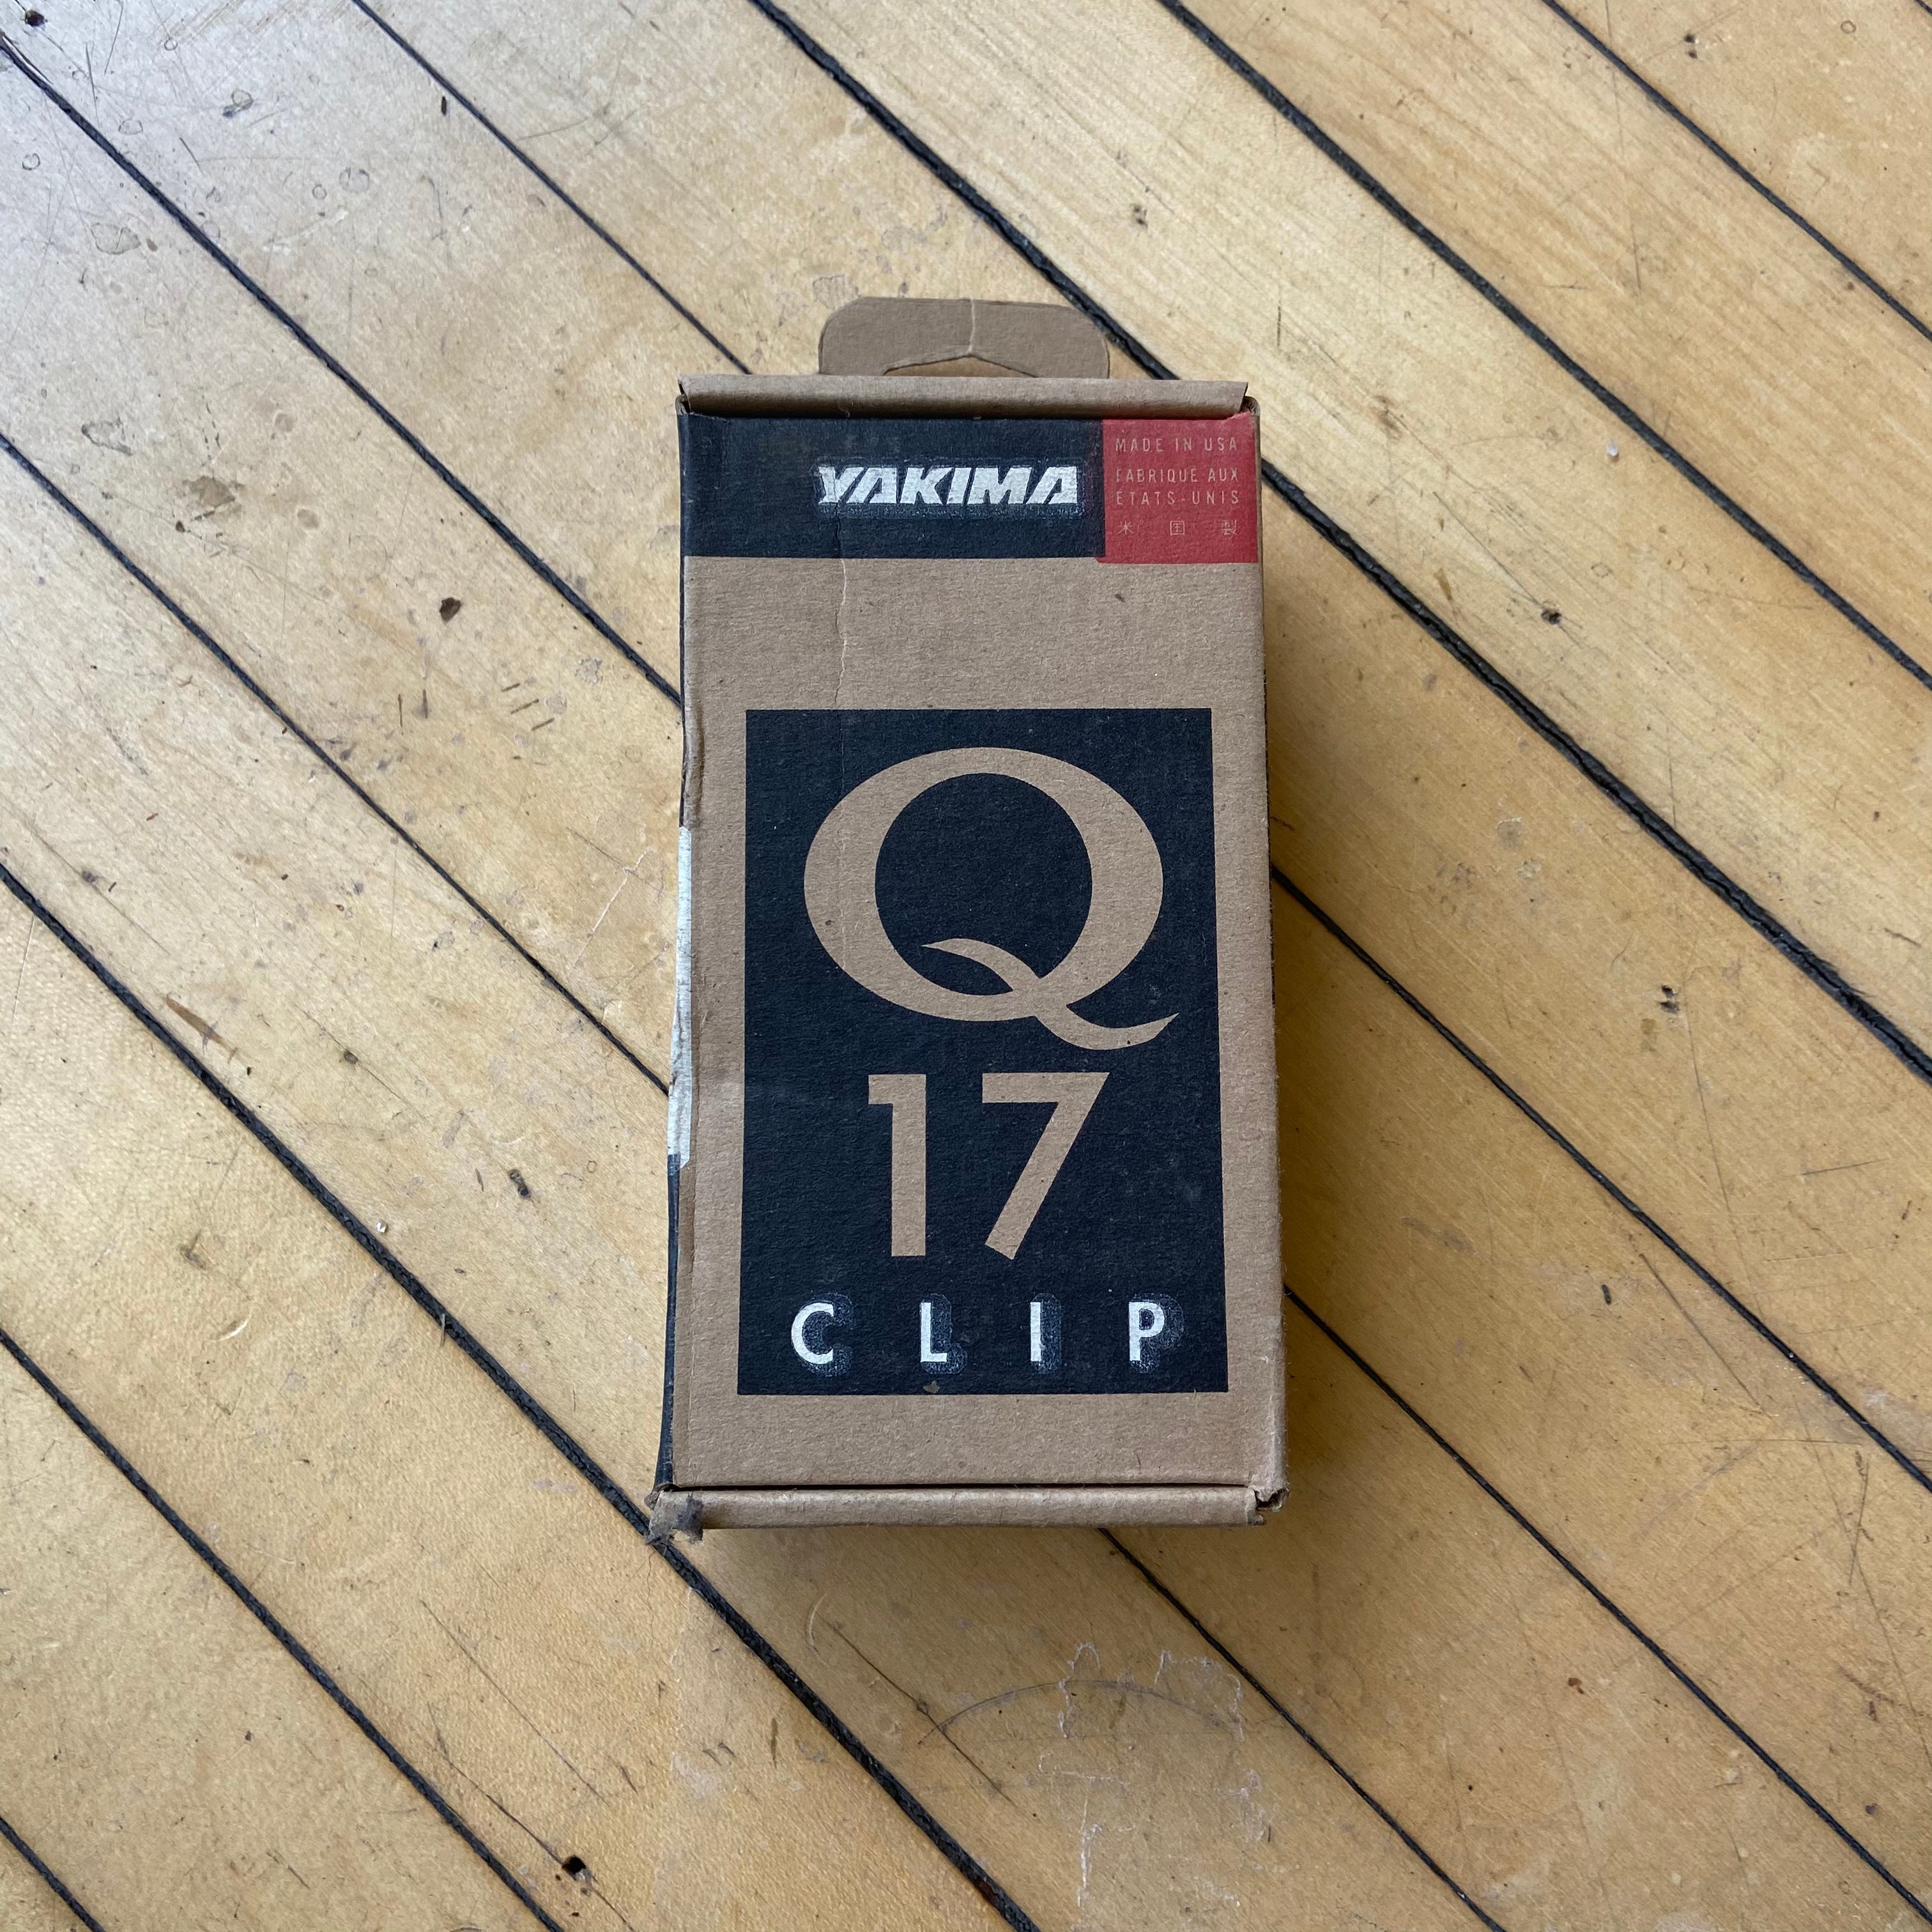 YAKIMA
MADE IN USA
FABRIQUE AUX
ETATS-UNIS
米国製
Q
17
CLIP